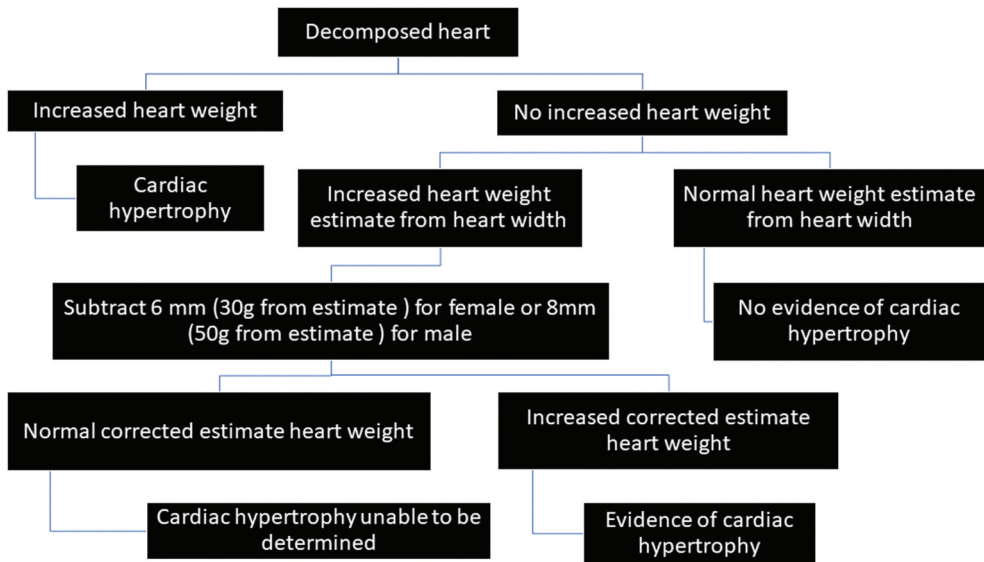 Decomposed heart
Increased heart weight
No increased heart weight
Cardiac
hypertrophy
Increased heart weight
estimate from heart width
Normal heart weight estimate
from heart width
Subtract 6 mm (30g from estimate ) for female or 8mm
(50g from estimate ) for male
No evidence of cardiac
hypertrophy
Normal corrected estimate heart weight
Increased corrected estimate
heart weight
Cardiac hypertrophy unable to be
determined
Evidence of cardiac
hypertrophy